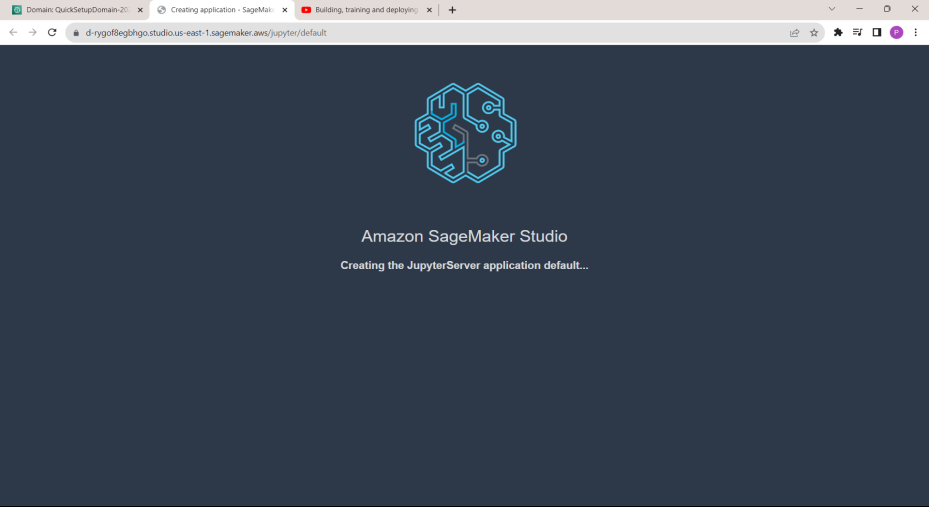 Domain: QuickSetupDomain-20
Creating application - SageMake
Building, training and deploying
d-rygof8egbhgo.studio.us-east-1.sagemaker.aws/jupyter/default
P
Amazon SageMaker Studio
Creating the JupyterServer application default...